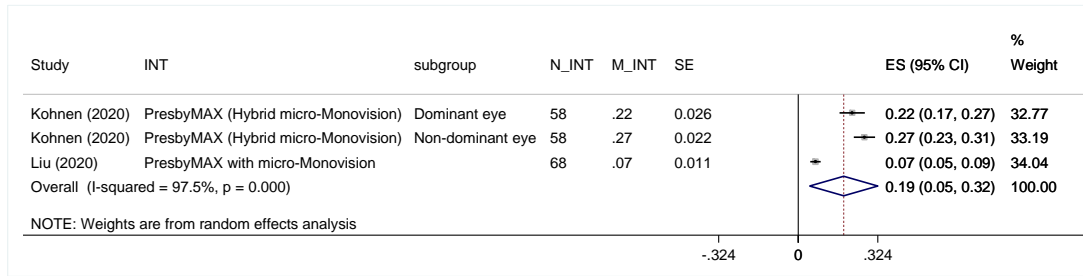 %
Study INT subgroup N_INT M_INT SE ES (95% CI) Weight
Kohnen (2020) PresbyMAX (Hybrid micro-Monovision) Dominant eye 58 .22 0.026 0.22 (0.17, 0.27) 32.77
Kohnen (2020) PresbyMAX (Hybrid micro-Monovision) Non-dominant eye 58 .27 0.022 0.27 (0.23, 0.31) 33.19
Liu (2020) PresbyMAX with micro-Monovision 68 .07 0.011 0.07 (0.05, 0.09) 34.04
Overall (I-squared = 97.5%, p = 0.000) 0.19 (0.05, 0.32) 100.00
NOTE: Weights are from random effects analysis
-.324 0 .324